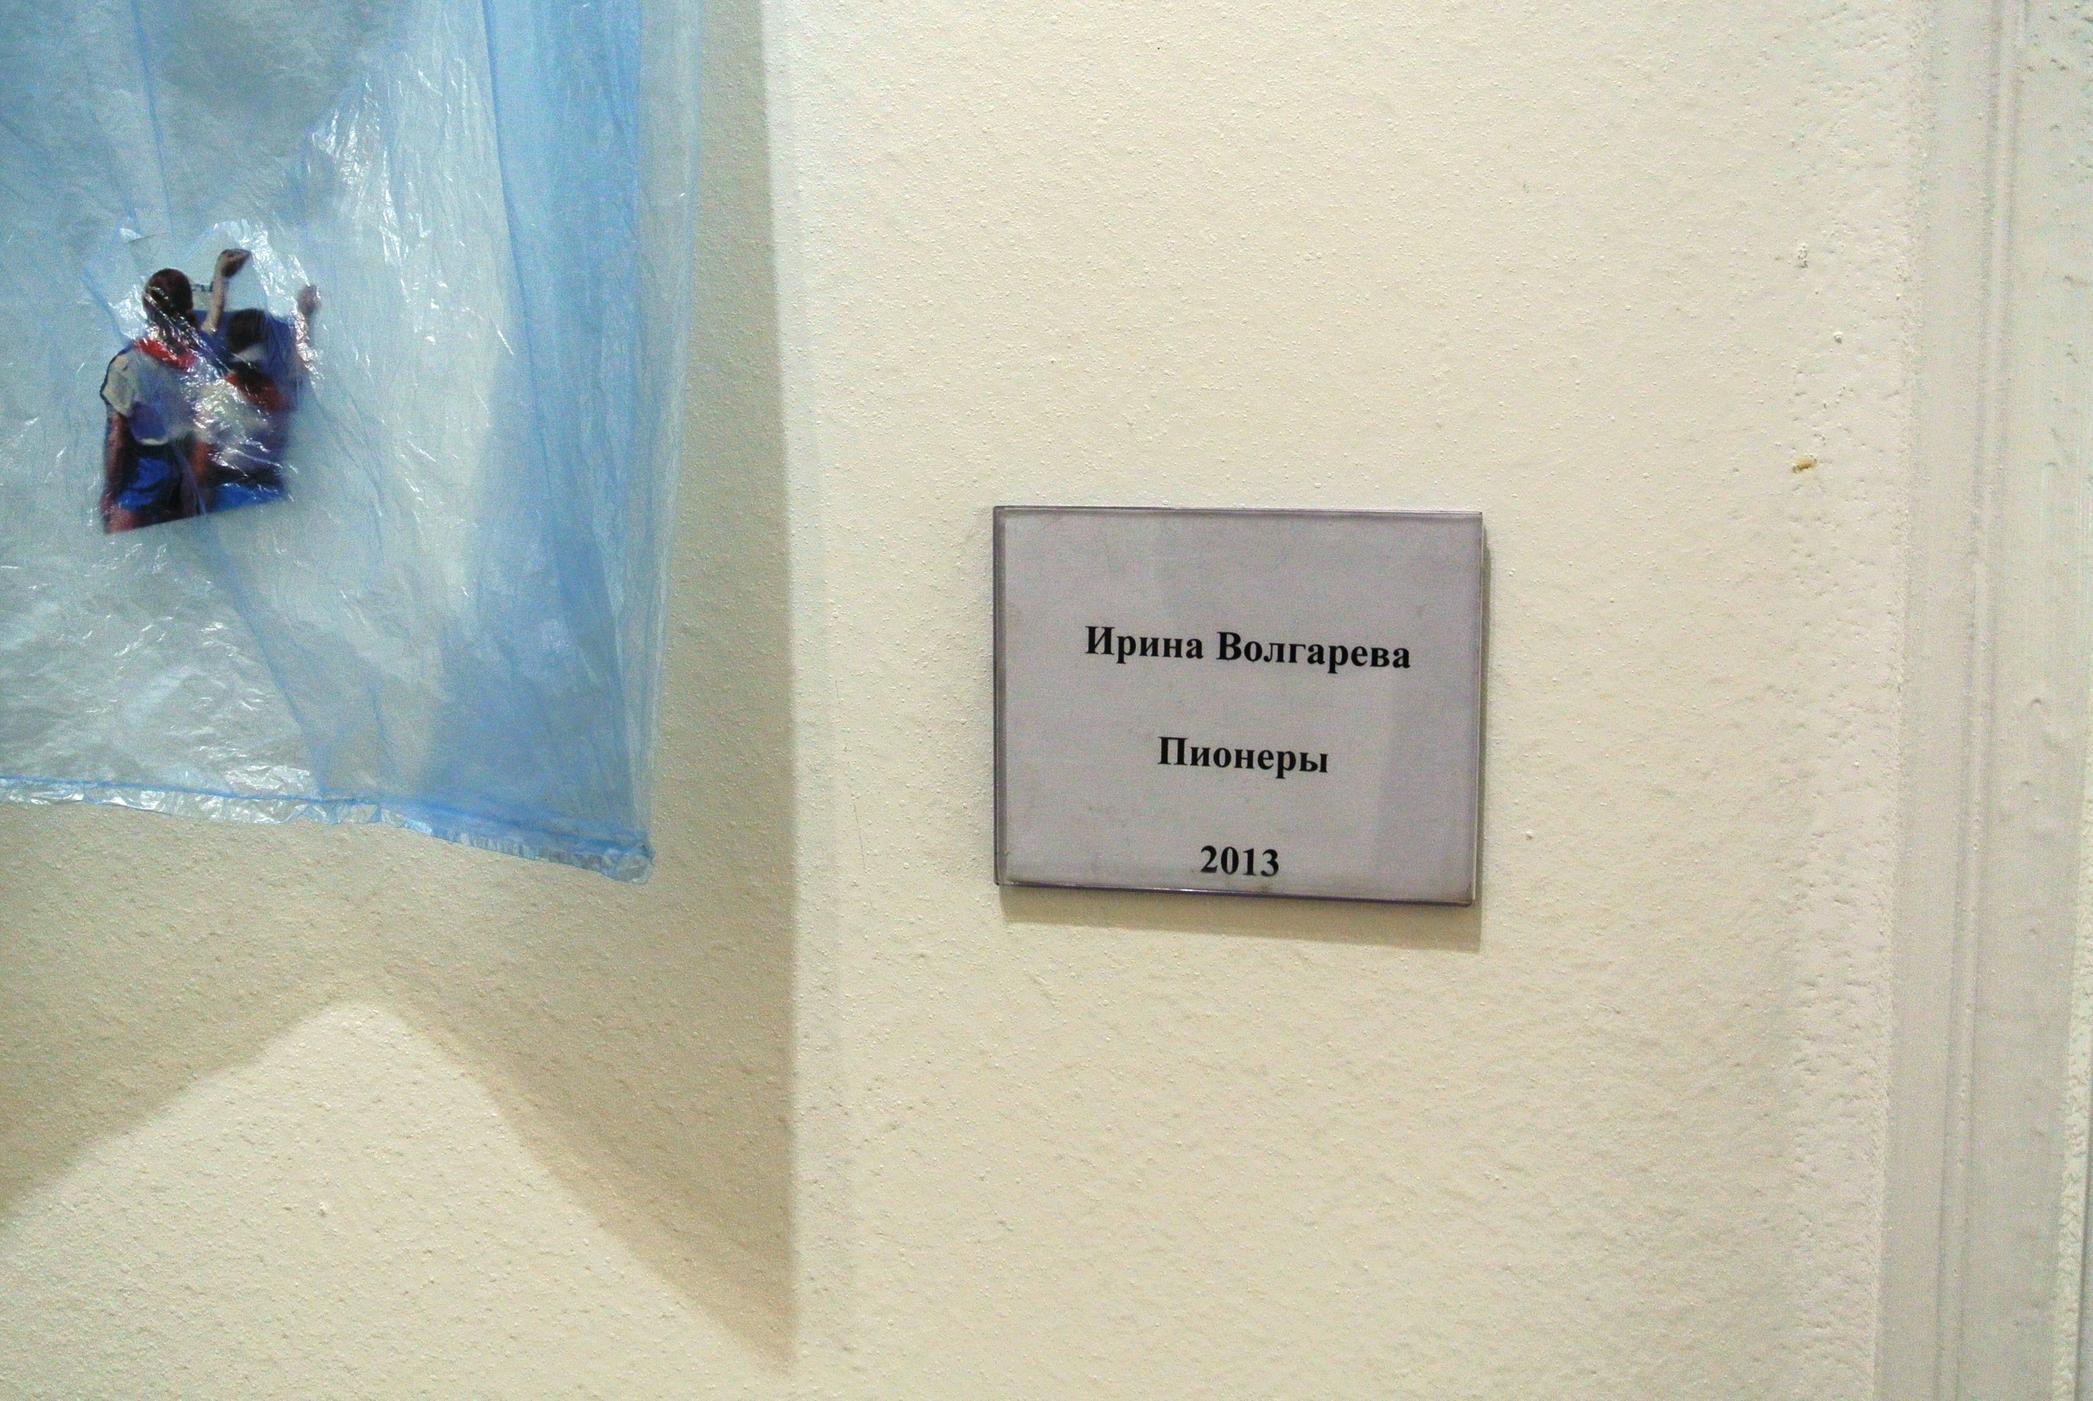 Ирина Волгарева
Пионеры
2013